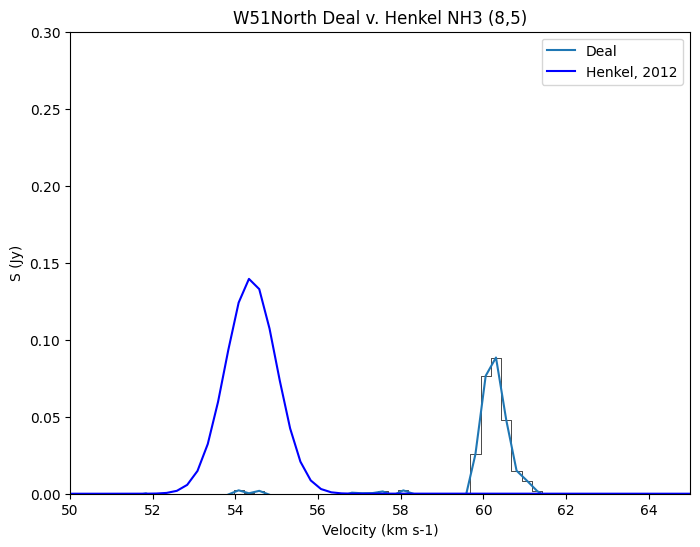 W51North Deal v. Henkel NH3 (8,5)
Deal
Henkel, 2012
S (Jy)
0.30
0.25
0.20
0.15
0.10
0.05
0.00
50 52 54 56 58 60 62 64
Velocity (km s-1)